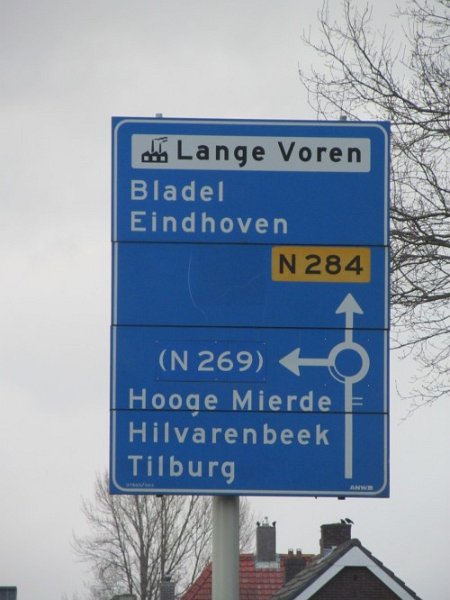 Lange Voren
Bladel
Eindhoven
N 284
(N 269)
Hooge Mierde
Hilvarenbeek
Tilburg
ANWB